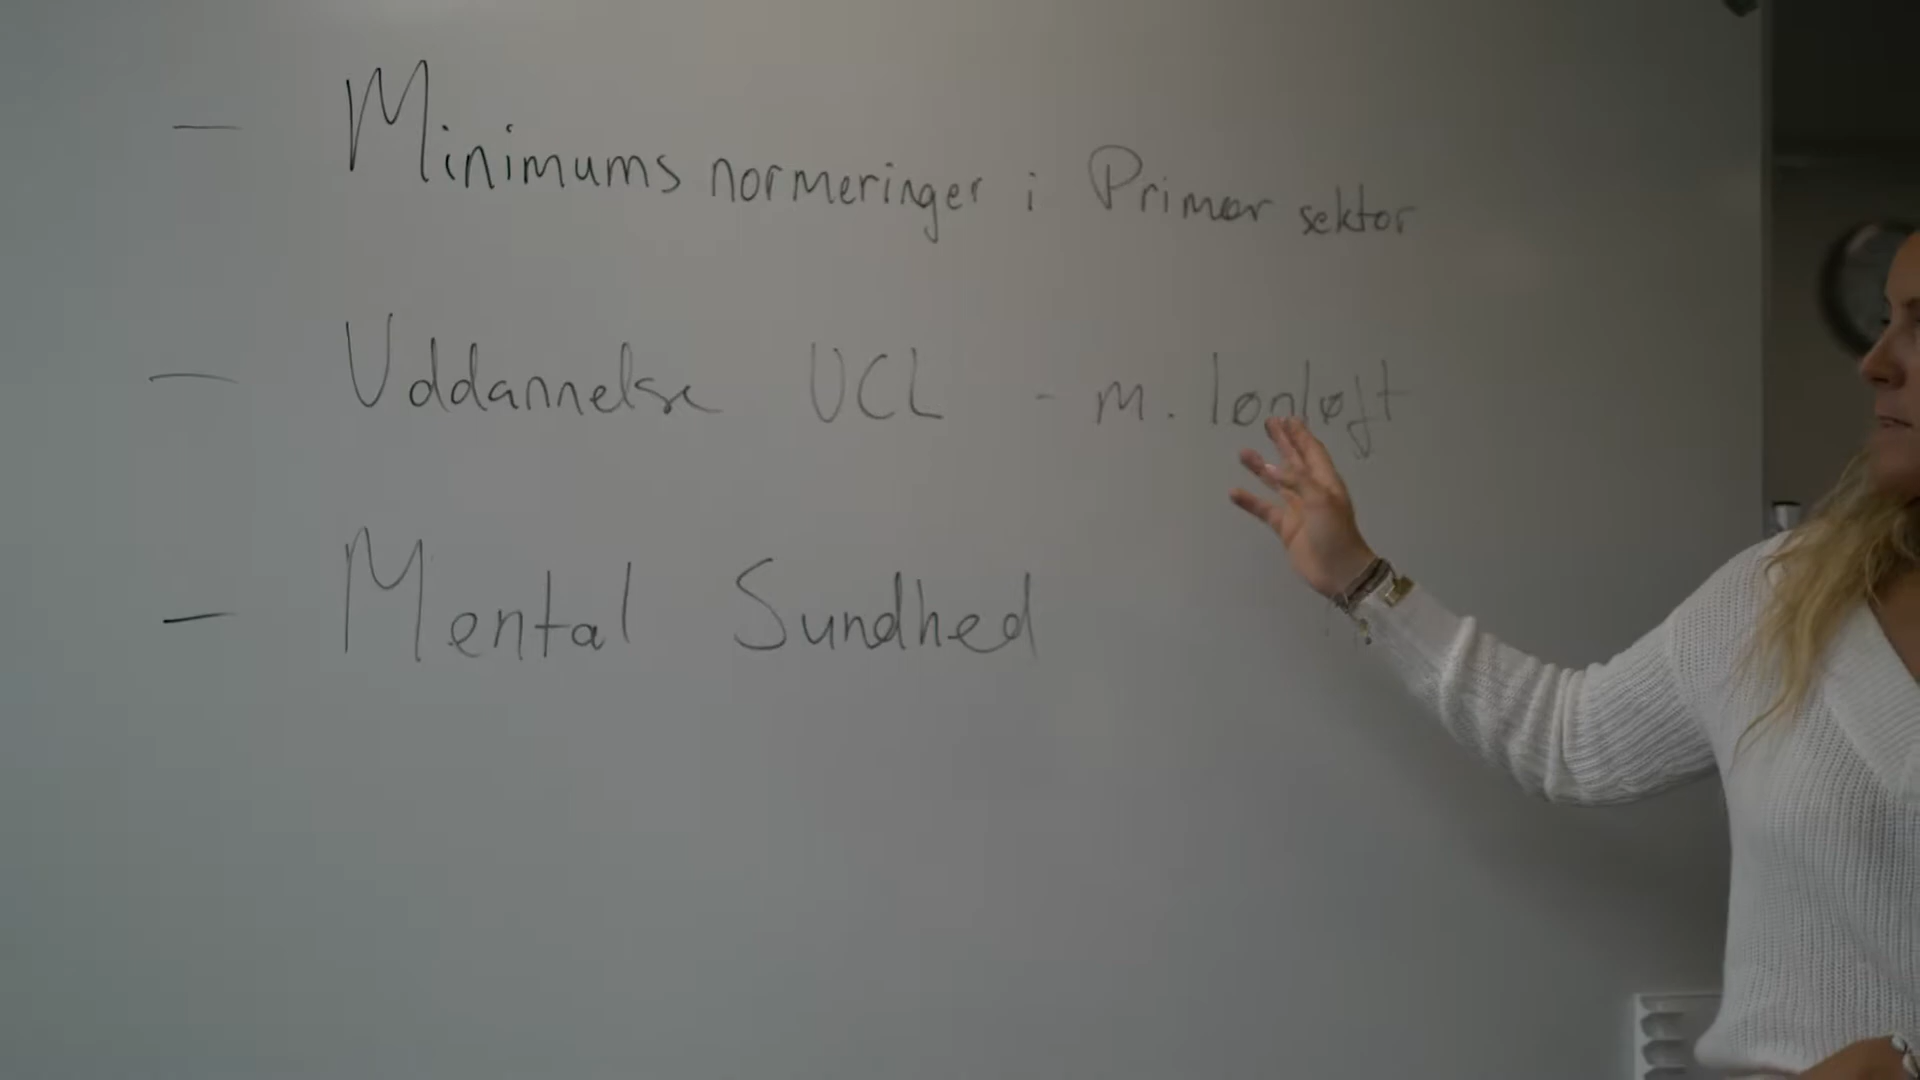 - Minimums normeringer i Primær sektor
- Uddannelse UCL - m. lønløft
- Mental Sundhed